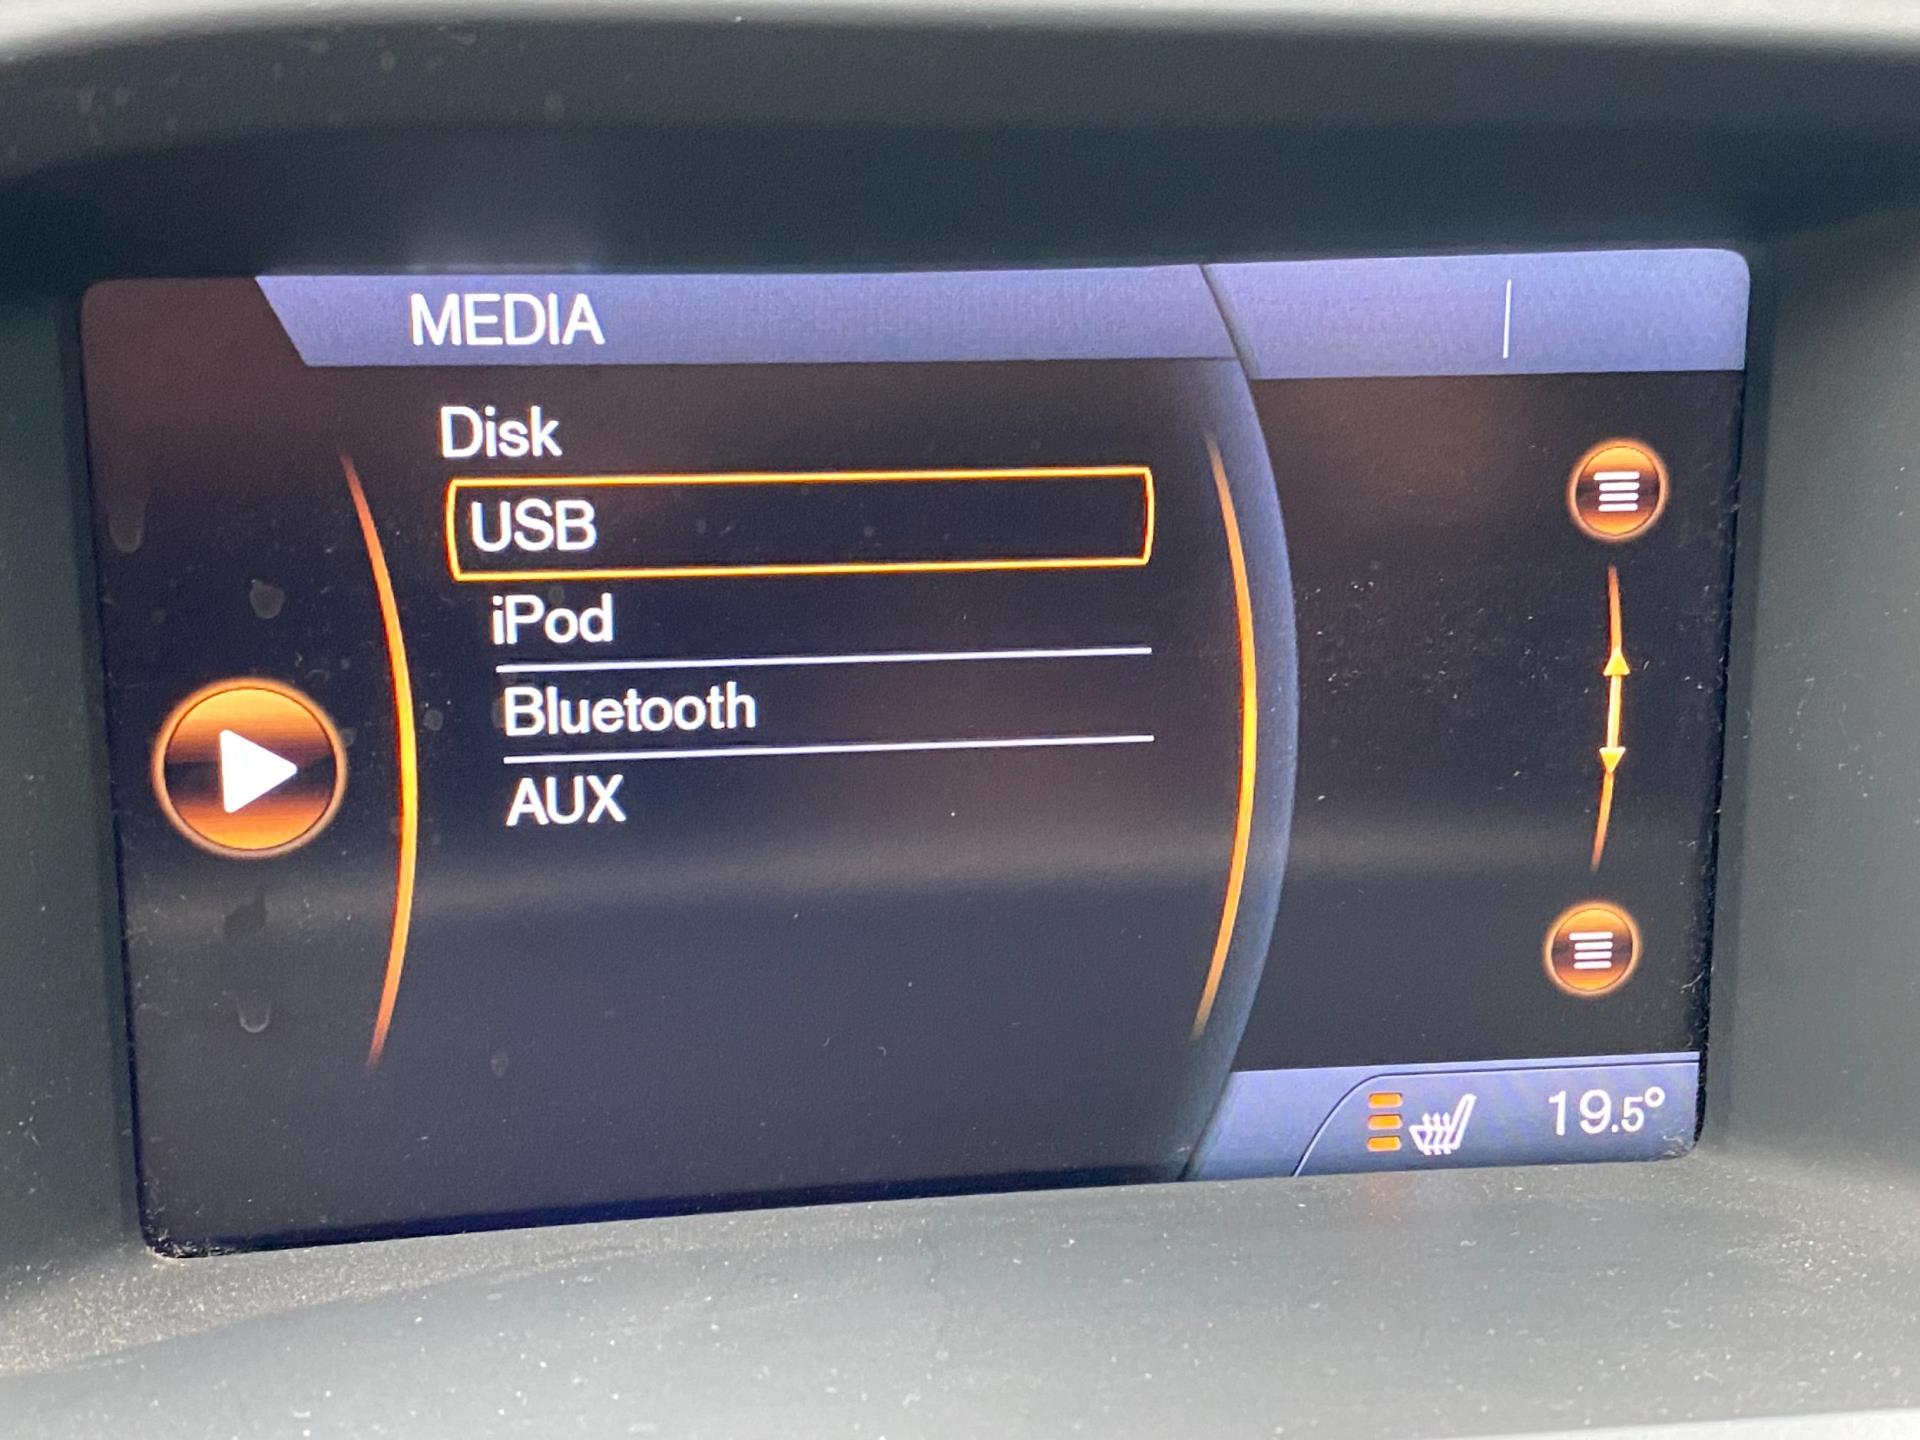 MEDIA
Disk
USB
iPod
Bluetooth
AUX
19.5°